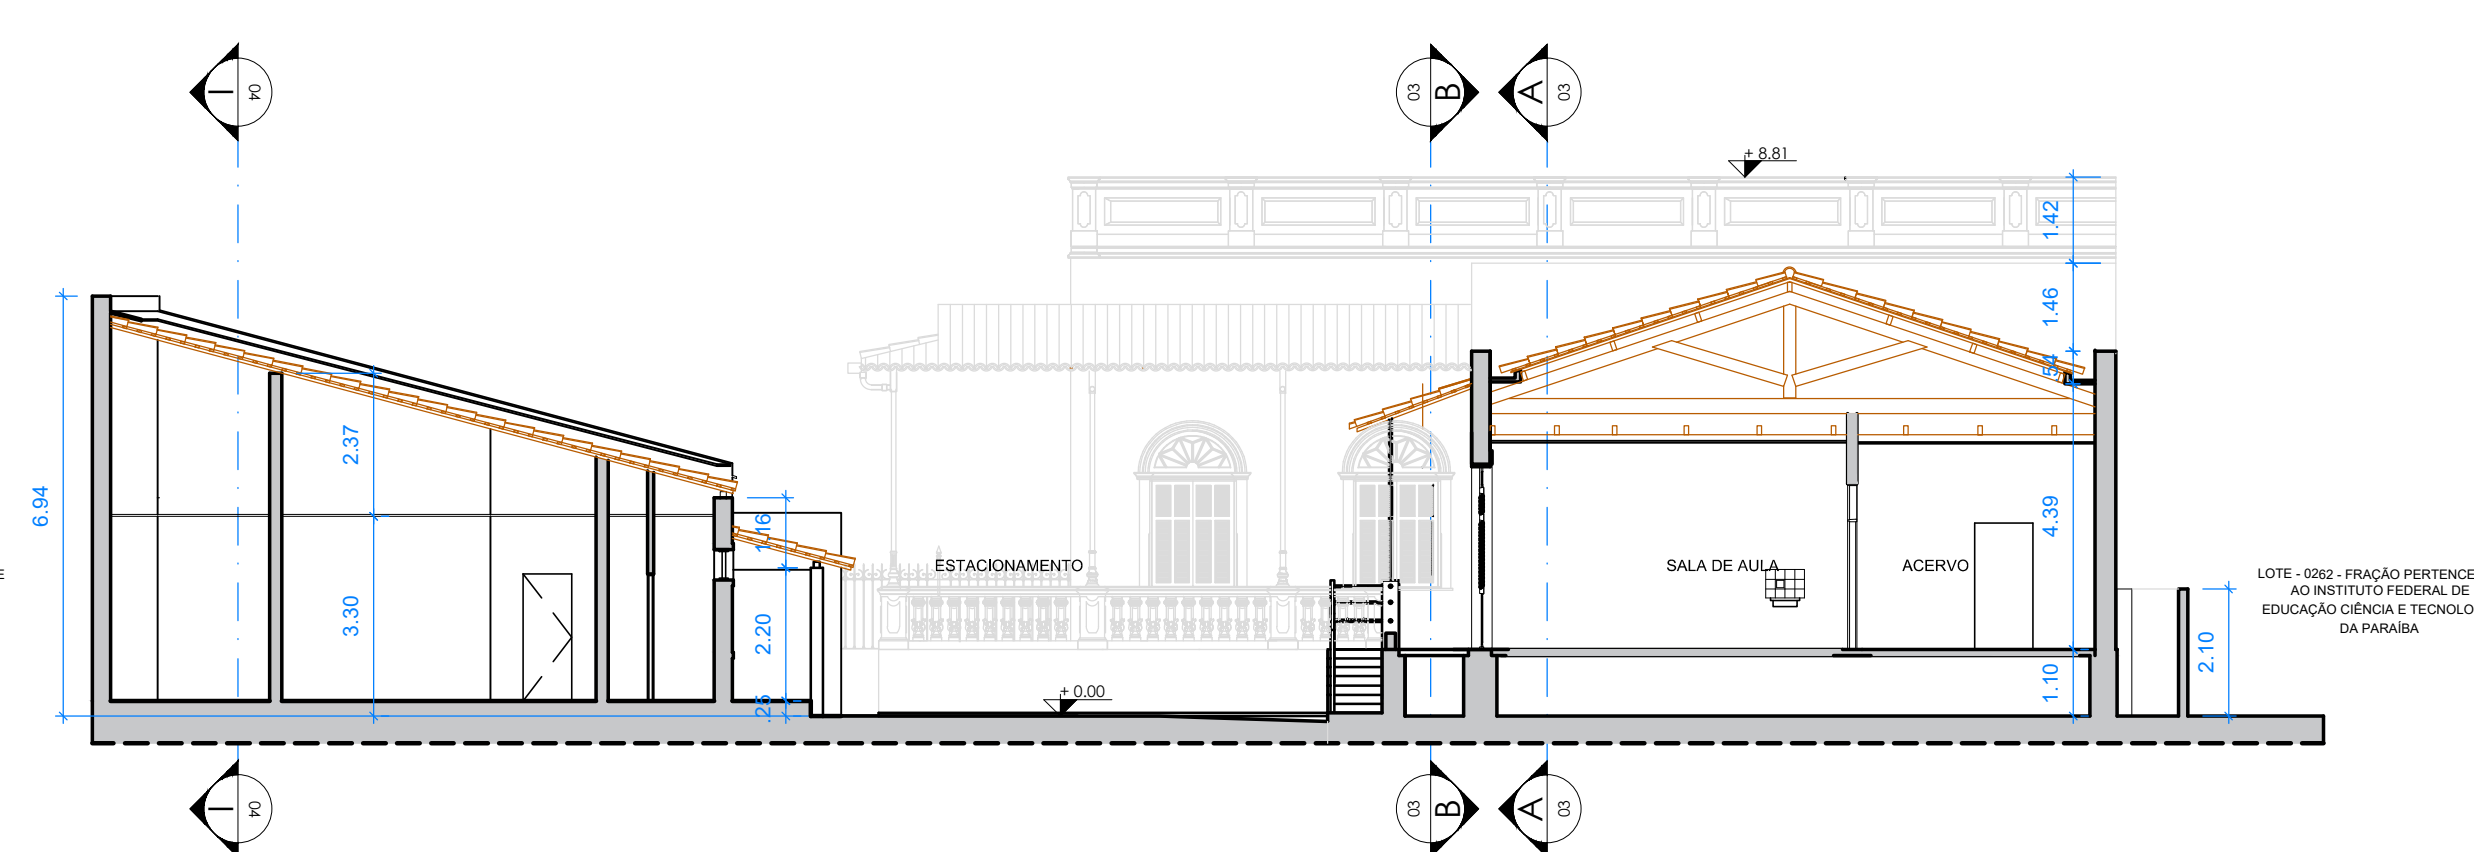 I
04
03
B
A
03
+ 8.81
1.42
1.46
.54
4.39
1.10
2.10
6.94
2.37
3.30
1.16
2.20
.25
E
ESTACIONAMENTO
+ 0.00
SALA DE AULA
ACERVO
LOTE - 0262 - FRAÇÃO PERTENCE
AO INSTITUTO FEDERAL DE
EDUCAÇÃO CIÊNCIA E TECNOLO
DA PARAÍBA
I
04
03
B
A
03